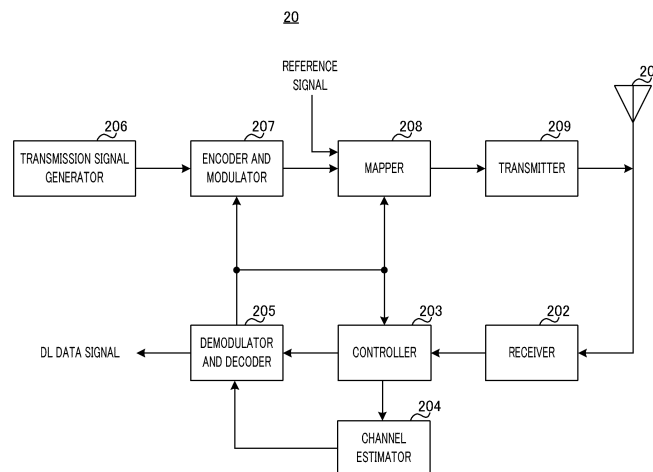 20
REFERENCE
SIGNAL
20
206
207
208
209
TRANSMISSION SIGNAL
GENERATOR
ENCODER AND
MODULATOR
MAPPER
TRANSMITTER
205
203
202
DL DATA SIGNAL
DEMODULATOR
AND DECODER
CONTROLLER
RECEIVER
204
CHANNEL
ESTIMATOR